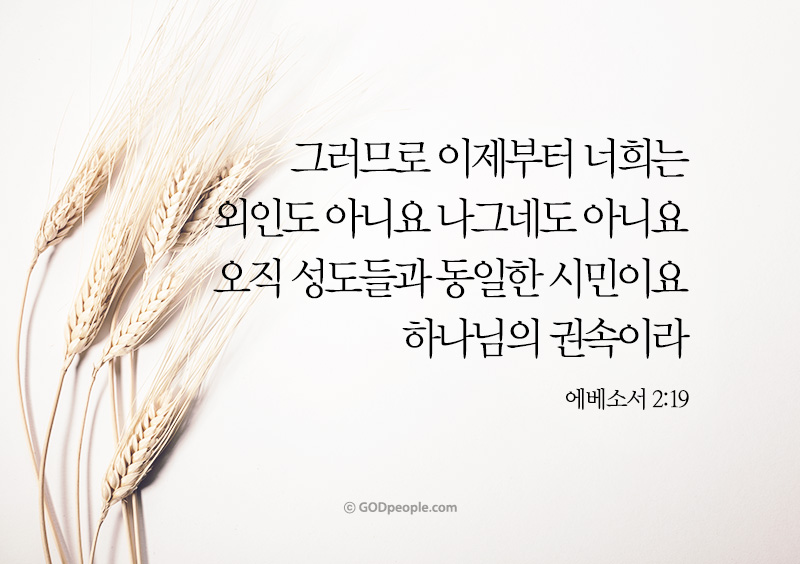 그러므로 이제부터 너희는
외인도 아니요 나그네도 아니요
오직 성도들과 동일한 시민이요
하나님의 권속이라
에베소서 2:19
© GODpeople.com